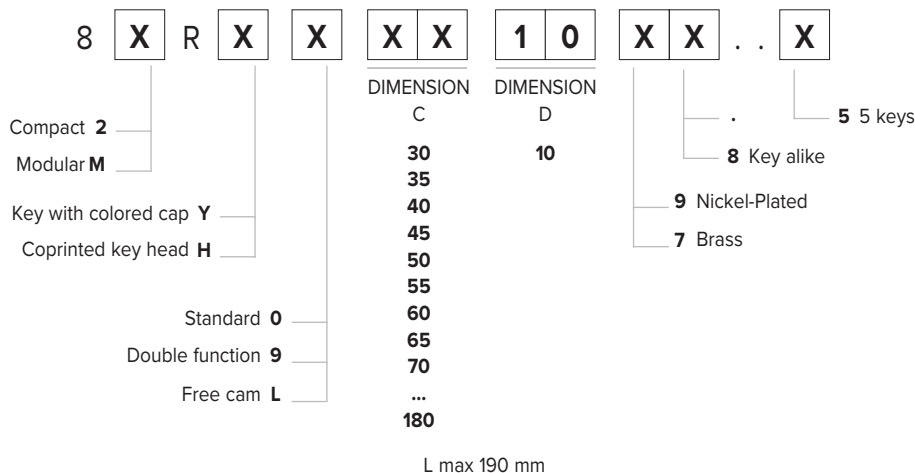 8 X R X X X X 1 0 X X . . X
DIMENSION DIMENSION
C D
Compact 2
Modular M
Key with colored cap Y
Coprinted key head H
Standard 0
Double function 9
Free cam L
30
35
40
45
50
55
60
65
70
...
180
10
.
8 Key alike
9 Nickel-Plated
7 Brass
5 5 keys
L max 190 mm